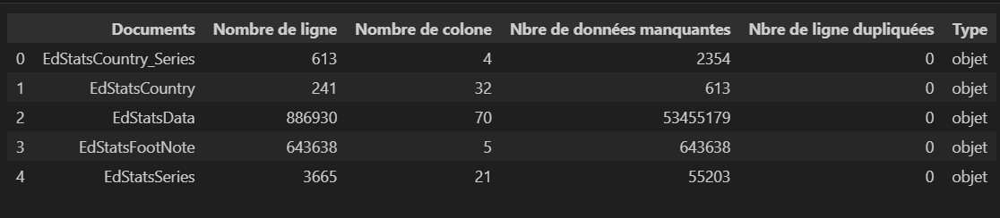 Documents Nombre de ligne Nombre de colone Nbre de données manquantes Nbre de ligne dupliquées Type
0 EdStatsCountry_Series 613 4 2354 0 objet
1 EdStatsCountry 241 32 613 0 objet
2 EdStatsData 886930 70 53455179 0 objet
3 EdStatsFootNote 643638 5 643638 0 objet
4 EdStatsSeries 3665 21 55203 0 objet